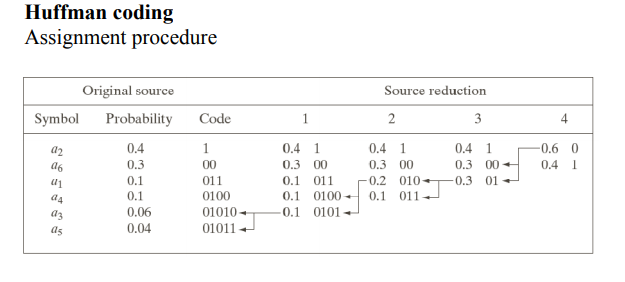 Huffman coding
Assignment procedure
Original source Source reduction
Symbol Probability Code 1 2 3 4
a2 0.4 1 0.4 1 0.4 1 0.4 1 0.6 0
a6 0.3 00 0.3 00 0.3 00 0.3 00 0.4 1
a1 0.1 011 0.1 011 0.2 010 0.3 01
a4 0.1 0100 0.1 0100 0.1 011
a3 0.06 01010 0.1 0101
a5 0.04 01011